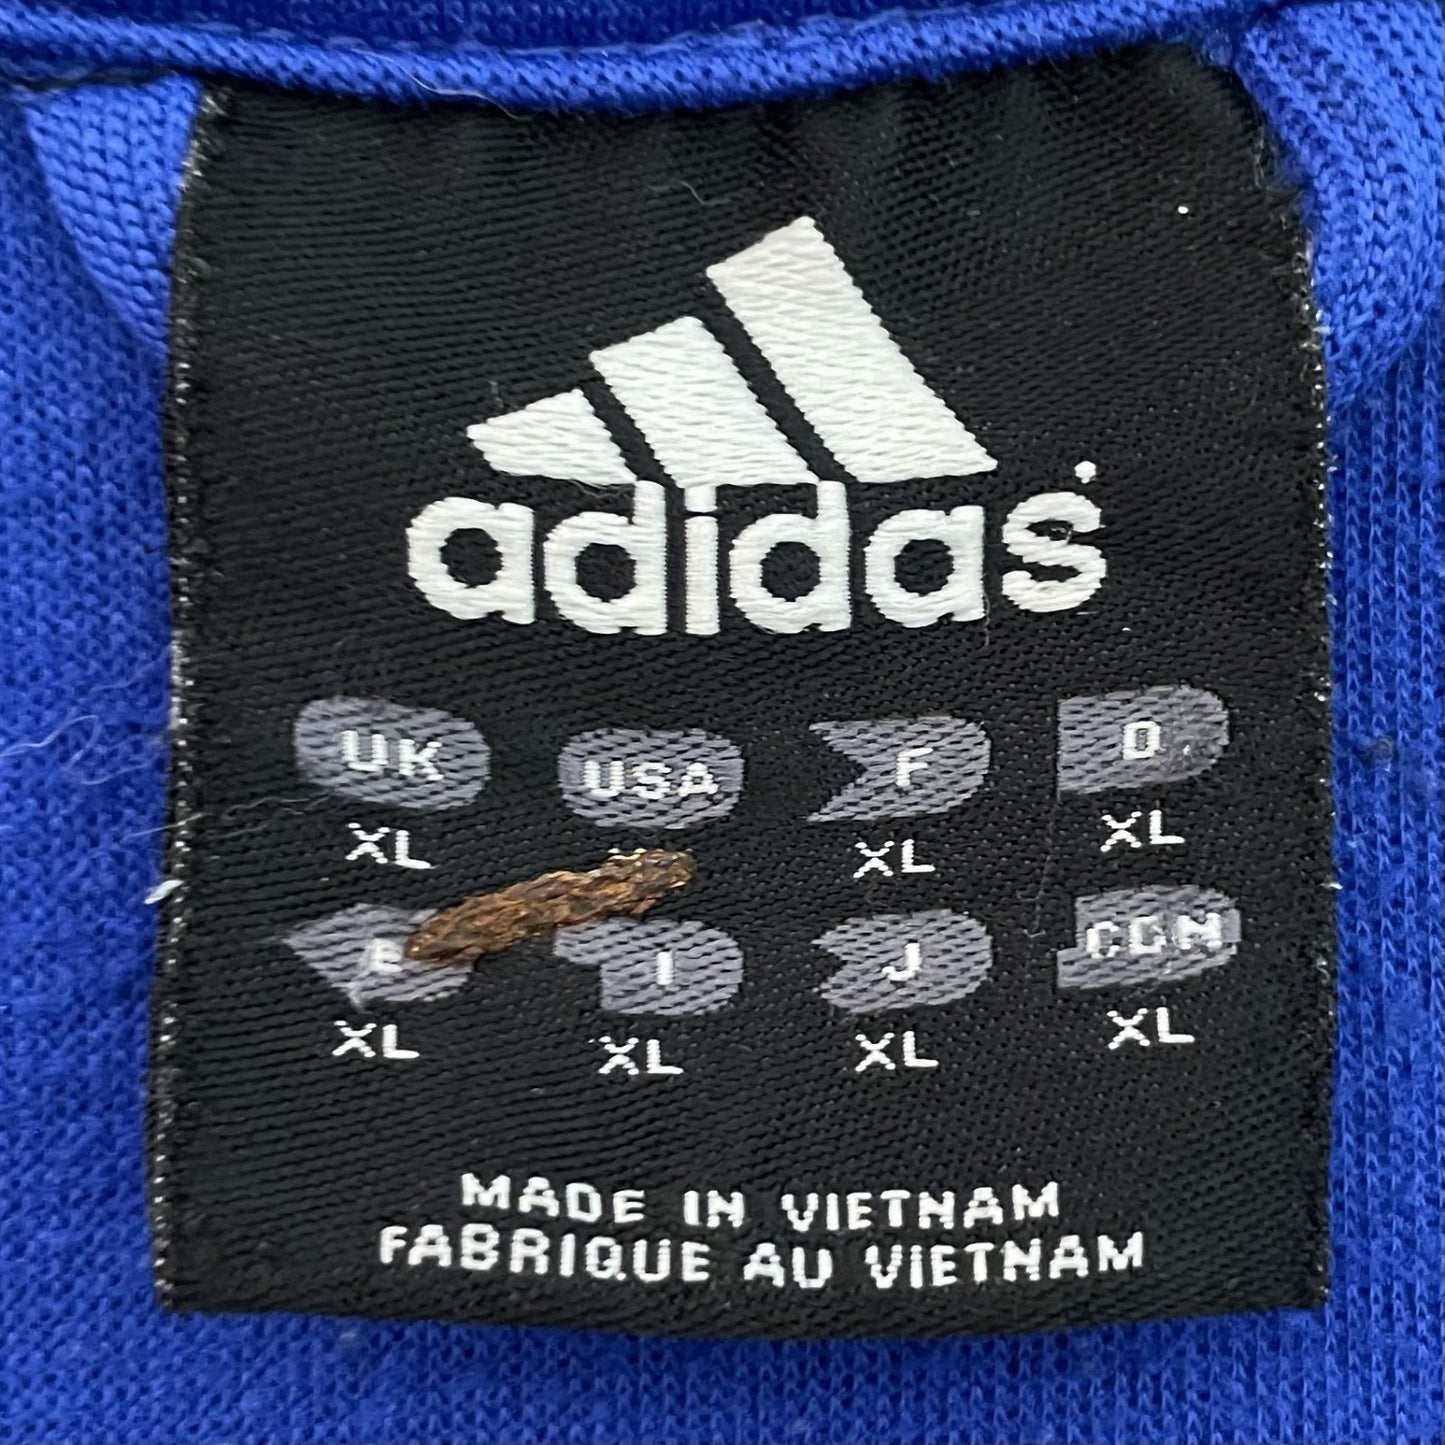 adidas
UK USA F D
XL XL XL
E I J CDN
XL XL XL XL
MADE IN VIETNAM
FABRIQUE AU VIETNAM